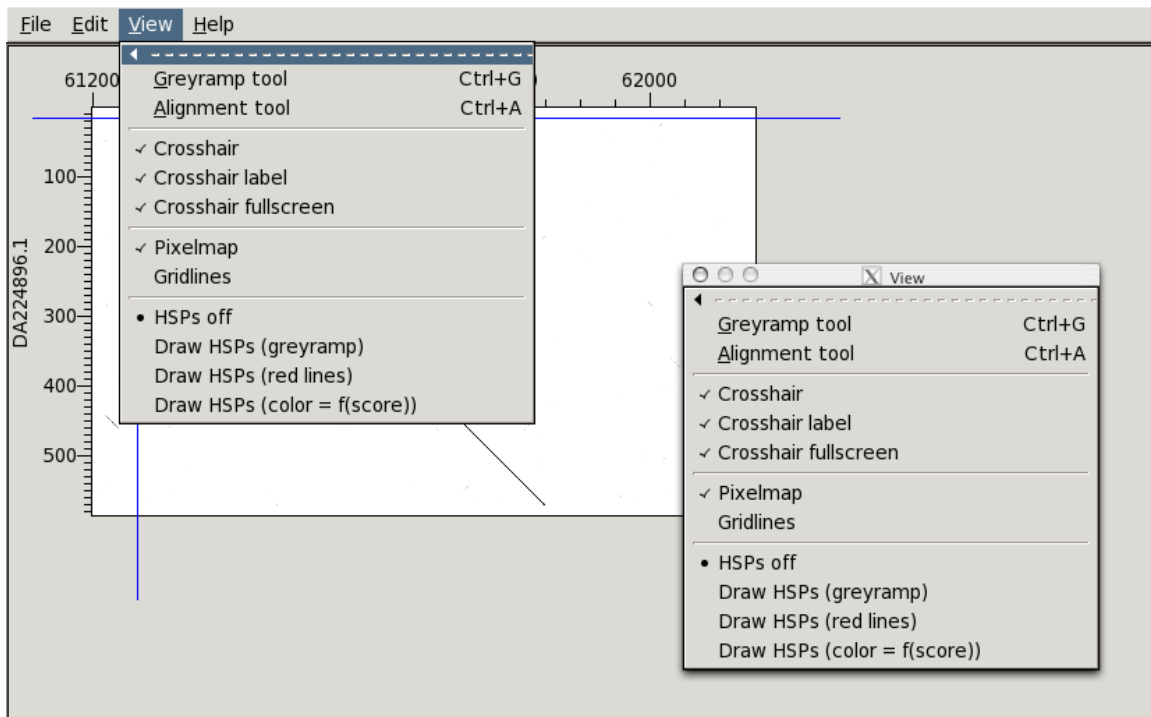 File Edit View Help
61200 62000
Greyramp tool Ctrl+G
Alignment tool Ctrl+A
Crosshair
Crosshair label
Crosshair fullscreen
Pixelmap
Gridlines
HSPs off
Draw HSPs (greyramp)
Draw HSPs (red lines)
Draw HSPs (color = f(score))
DA224896.1
100
200
300
400
500
View
Greyramp tool Ctrl+G
Alignment tool Ctrl+A
Crosshair
Crosshair label
Crosshair fullscreen
Pixelmap
Gridlines
HSPs off
Draw HSPs (greyramp)
Draw HSPs (red lines)
Draw HSPs (color = f(score))